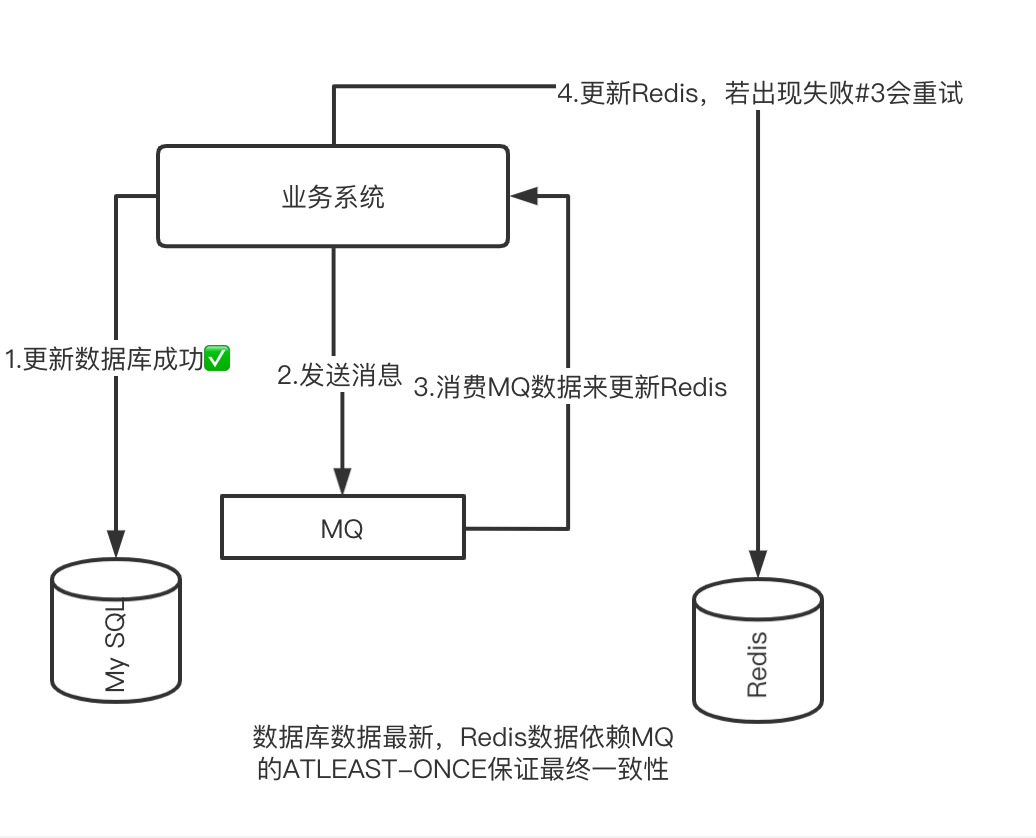 4.更新Redis，若出现失败#3会重试
业务系统
1.更新数据库成功✅
2.发送消息
3.消费MQ数据来更新Redis
MQ
My SQL
Redis
数据库数据最新，Redis数据依赖MQ
的ATLEAST-ONCE保证最终一致性